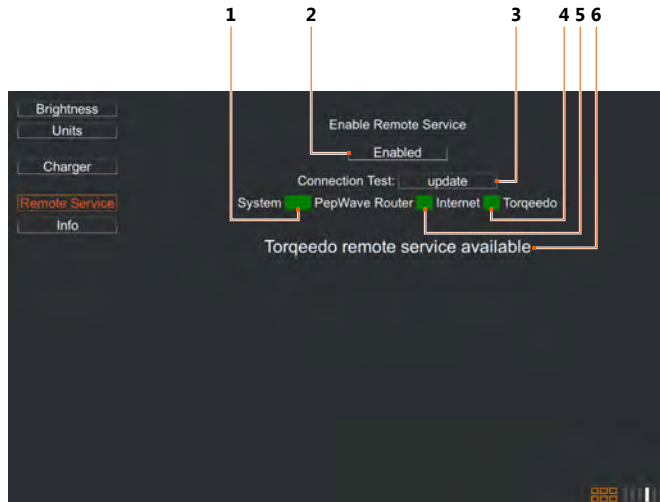 1 2 3 4 5 6
Brightness
Units
Charger
Remote Service
Info
Enable Remote Service
Enabled
Connection Test: update
System PepWave Router Internet Torqeedo
Torqeedo remote service available